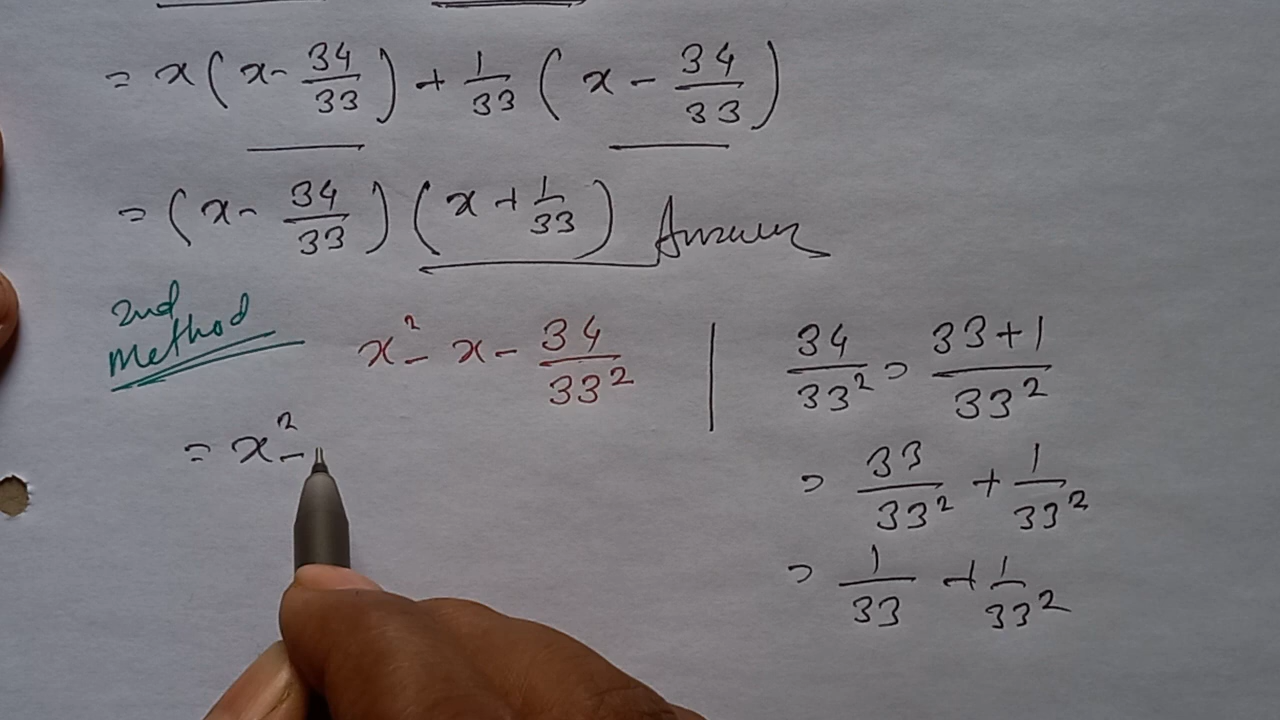 = x(x - 34/33) + 1/33 (x - 34/33)
= (x - 34/33)(x + 1/33) Answer
2nd Method
x² - x - 34/33²
= x² -
34/33² = 33+1/33²
= 33/33² + 1/33²
= 1/33 + 1/33²